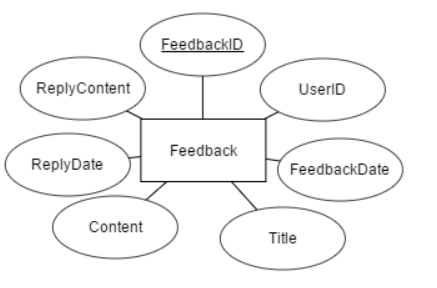 FeedbackID
ReplyContent
UserID
Feedback
ReplyDate
FeedbackDate
Content
Title